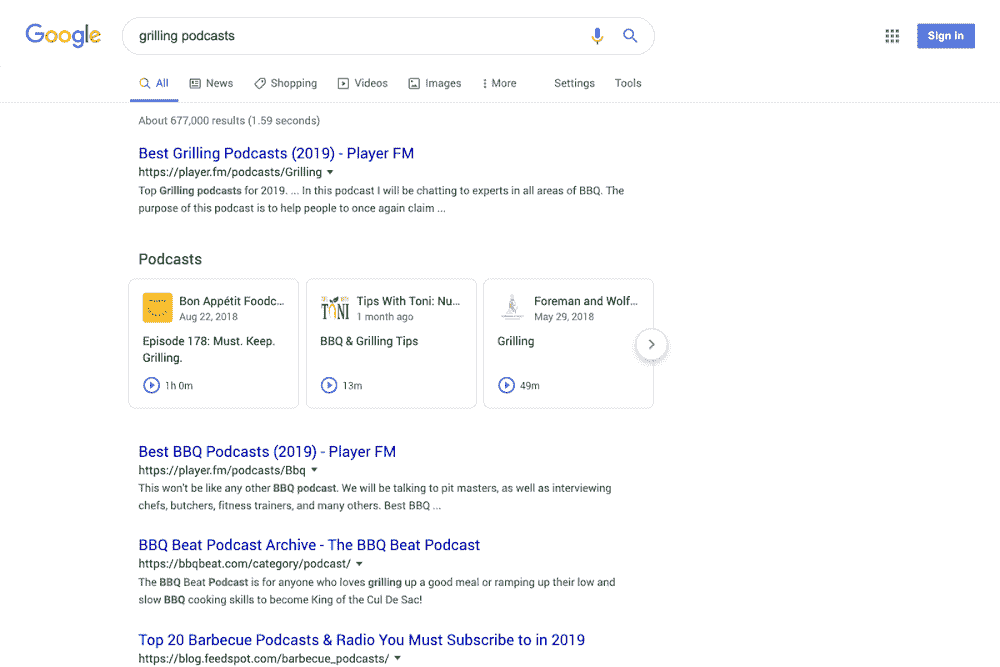 Google
grilling podcasts
Sign in
All News Shopping Videos Images More Settings Tools
About 677,000 results (1.59 seconds)
Best Grilling Podcasts (2019) - Player FM
https://player.fm/podcasts/Grilling
Top Grilling podcasts for 2019. ... In this podcast I will be chatting to experts in all areas of BBQ. The
purpose of this podcast is to help people to once again claim ...
Podcasts
Bon Appétit Foodc...
Aug 22, 2018
Episode 178: Must. Keep.
Grilling.
1h 0m
TONI
Tips With Toni: Nu...
1 month ago
BBQ & Grilling Tips
13m
Foreman and Wolf...
May 29, 2018
Grilling
49m
Best BBQ Podcasts (2019) - Player FM
https://player.fm/podcasts/Bbq
This won't be like any other BBQ podcast. We will be talking to pit masters, as well as interviewing
chefs, butchers, fitness trainers, and many others. Best BBQ ...
BBQ Beat Podcast Archive - The BBQ Beat Podcast
https://bbqbeat.com/category/podcast/
The BBQ Beat Podcast is for anyone who loves grilling up a good meal or ramping up their low and
slow BBQ cooking skills to become King of the Cul De Sac!
Top 20 Barbecue Podcasts & Radio You Must Subscribe to in 2019
https://blog.feedspot.com/barbecue_podcasts/